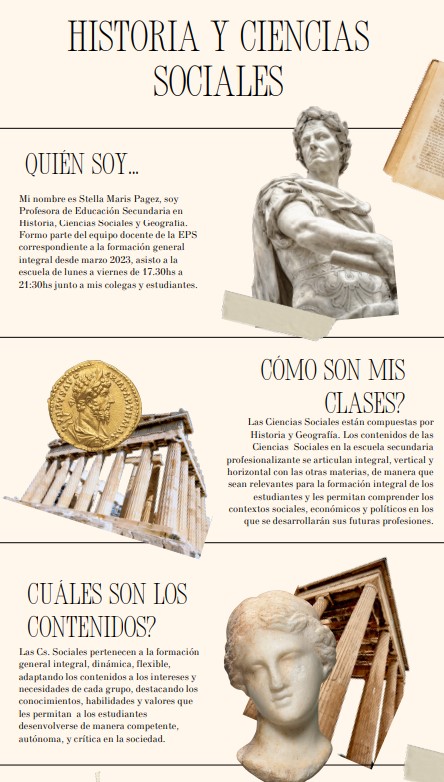 HISTORIA Y CIENCIAS
SOCIALES
QUIÉN SOY...
Mi nombre es Stella Maris Pagez, soy
Profesora de Educación Secundaria en
Historia, Ciencias Sociales y Geografía.
Formo parte del equipo docente de la EPS
correspondiente a la formación general
integral desde marzo 2023, asisto a la
escuela de lunes a viernes de 17.30hs a
21:30hs junto a mis colegas y estudiantes.
CÓMO SON MIS
CLASES?
Las Ciencias Sociales están compuestas por
Historia y Geografía. Los contenidos de las
Ciencias Sociales en la escuela secundaria
profesionalizante se articulan integral, vertical y
horizontal con las otras materias, de manera que
sean relevantes para la formación integral de los
estudiantes y les permitan comprender los
contextos sociales, económicos y políticos en los
que se desarrollarán sus futuras profesiones.
CUÁLES SON LOS
CONTENIDOS?
Las Cs. Sociales pertenecen a la formación
general integral, dinámica, flexible,
adaptando los contenidos a los intereses y
necesidades de cada grupo, destacando los
conocimientos, habilidades y valores que
les permitan a los estudiantes
desenvolverse de manera competente,
autónoma, y crítica en la sociedad.